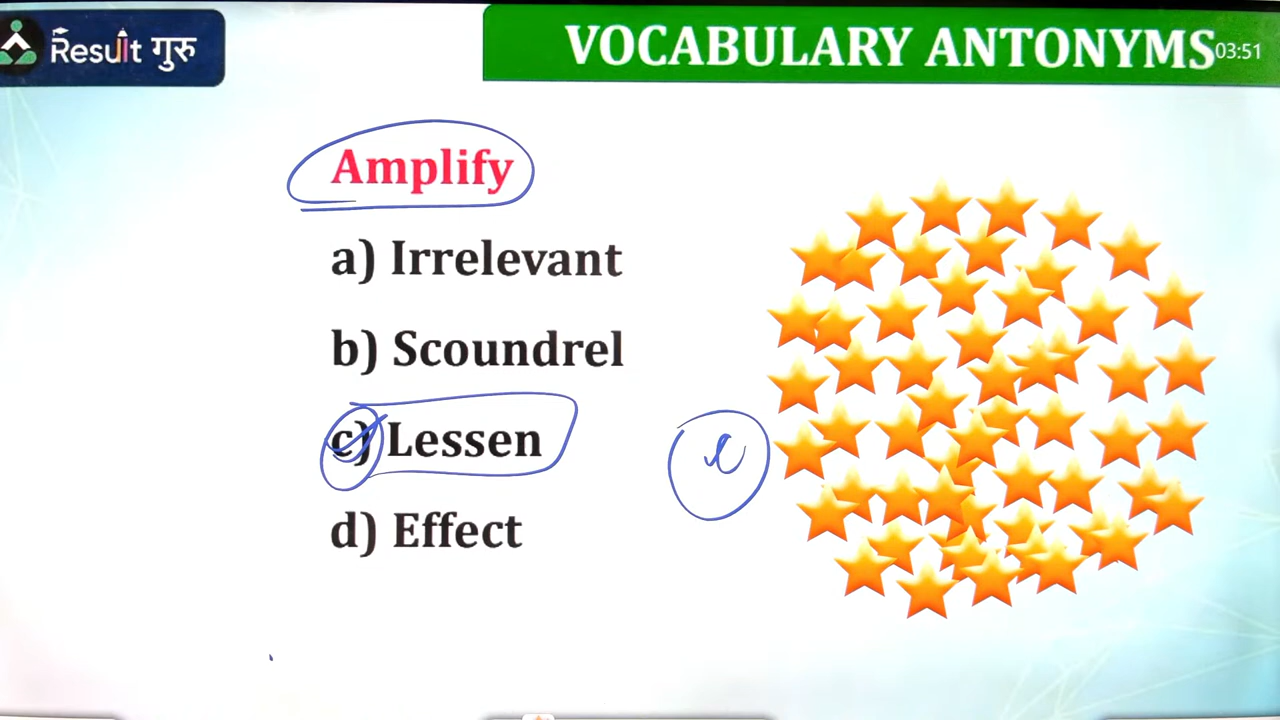 Result गुरु
VOCABULARY ANTONYMS
03:51
Amplify
a) Irrelevant
b) Scoundrel
c) Lessen
d) Effect